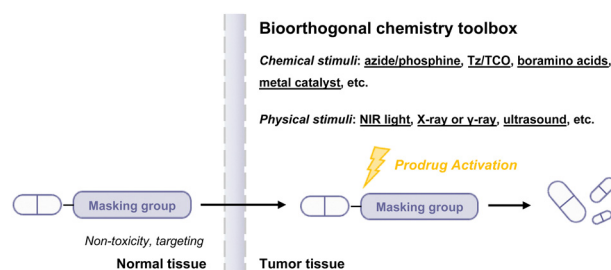 Bioorthogonal chemistry toolbox
Chemical stimuli: azide/phosphine, Tz/TCO, boramino acids,
metal catalyst, etc.
Physical stimuli: NIR light, X-ray or γ-ray, ultrasound, etc.
Prodrug Activation
Masking group
Masking group
Non-toxicity, targeting
Normal tissue
Tumor tissue